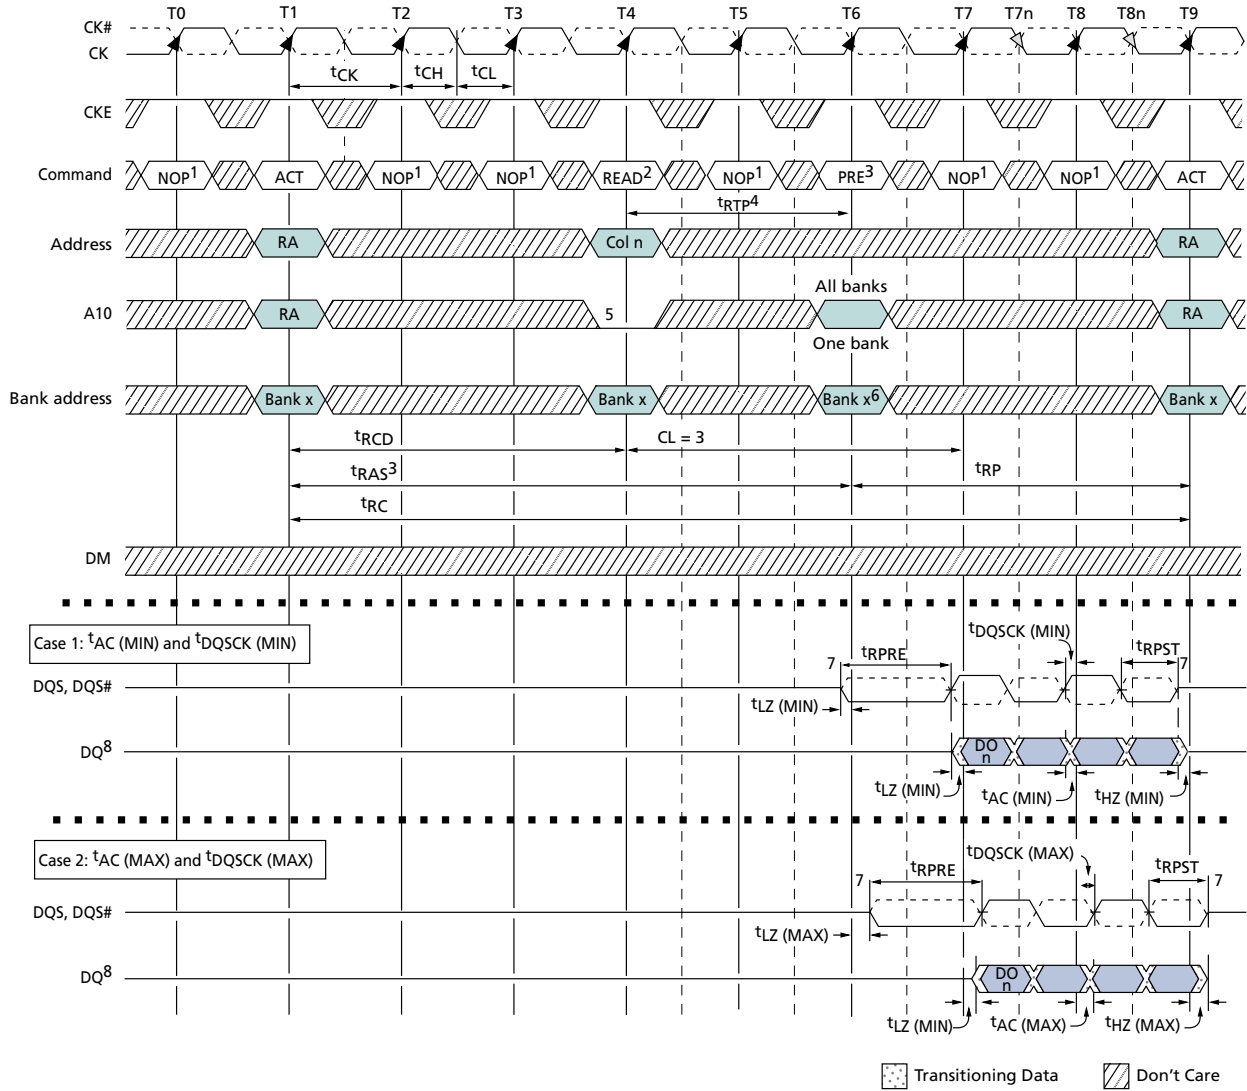 T0 T1 T2 T3 T4 T5 T6 T7 T7n T8 T8n T9
CK#
CK
tCK tCH tCL
CKE
Command NOP1 ACT NOP1 NOP1 READ2 NOP1 PRE3 NOP1 NOP1 ACT
tRTP4
Address RA Col n RA
All banks
A10 RA 5 RA
One bank
Bank address Bank x Bank x Bank x6 Bank x
tRCD CL = 3
tRAS3 tRP
tRC
DM
Case 1: tAC (MIN) and tDQSCK (MIN)
tDQSCK (MIN)
7 tRPRE tRPST 7
DQS, DQS#
tLZ (MIN)
DQ8 DO n
tLZ (MIN) tAC (MIN) tHZ (MIN)
Case 2: tAC (MAX) and tDQSCK (MAX)
tDQSCK (MAX)
7 tRPRE tRPST 7
DQS, DQS#
tLZ (MAX)
DQ8 DO n
tLZ (MIN) tAC (MAX) tHZ (MAX)
Transitioning Data Don't Care